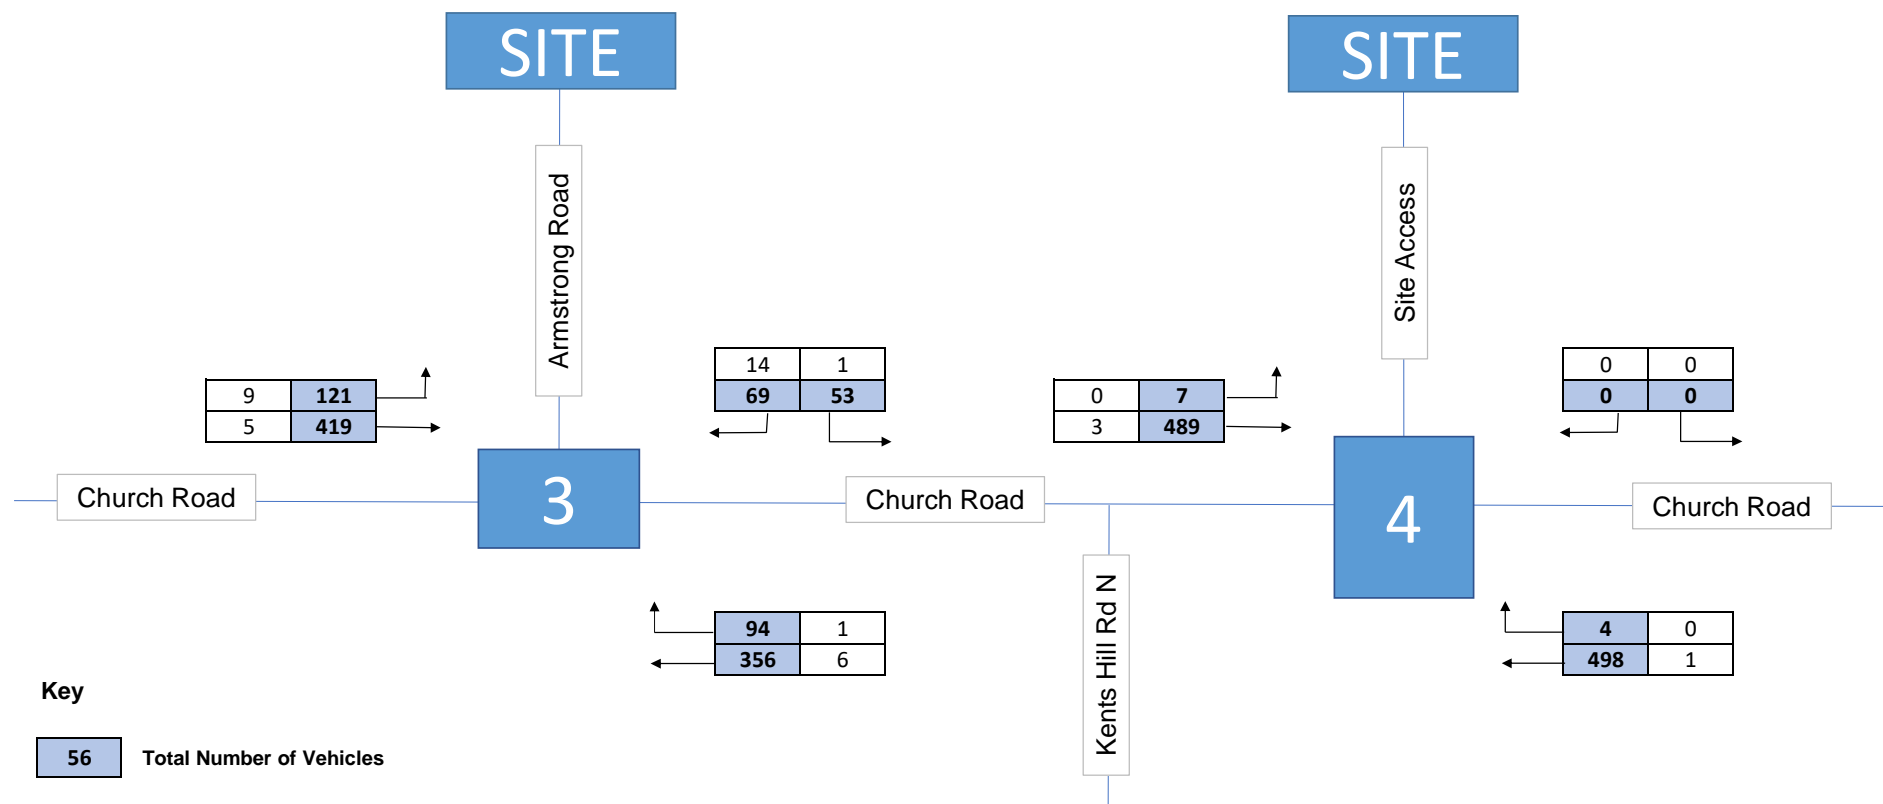 SITE
SITE
Armstrong Road
Site Access
14 1
69 53
0 0
0 0
9 121
5 419
0 7
3 489
Church Road
3
Church Road
4
Church Road
Kents Hill Rd N
94 1
356 6
4 0
498 1
Key
56 Total Number of Vehicles